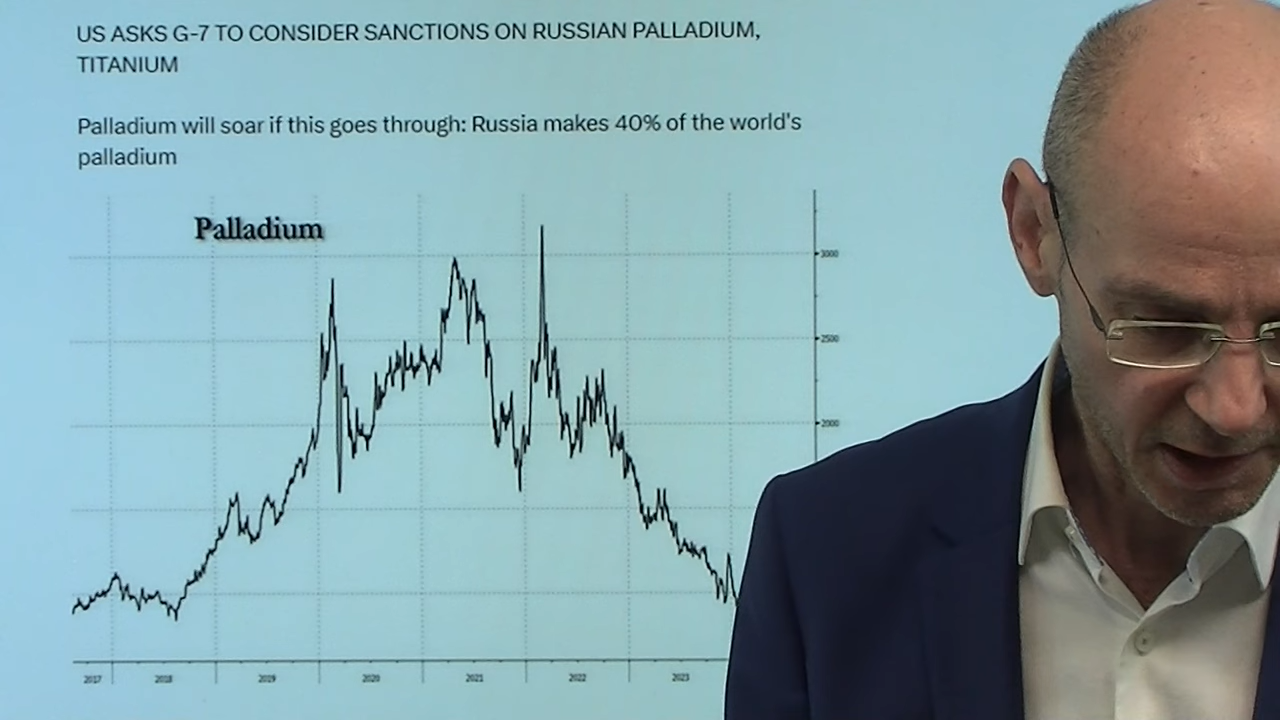 US ASKS G-7 TO CONSIDER SANCTIONS ON RUSSIAN PALLADIUM,
TITANIUM
Palladium will soar if this goes through: Russia makes 40% of the world's
palladium
Palladium
3000
2500
2000
2017 2018 2019 2020 2021 2022 2023